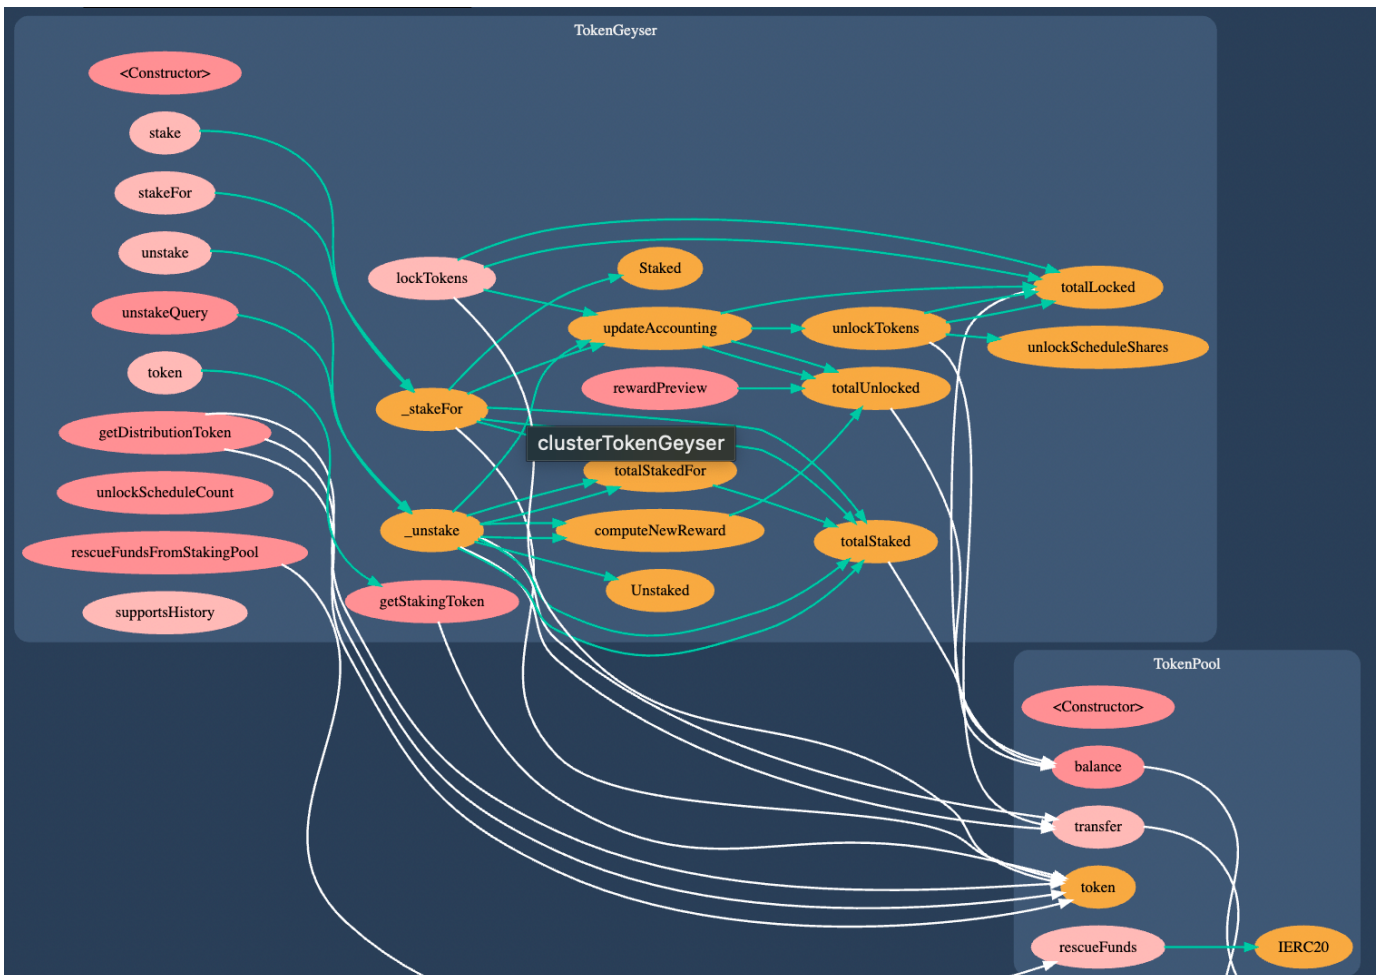 TokenGeyser
<Constructor>
stake
stakeFor
unstake
unstakeQuery
token
getDistributionToken
unlockScheduleCount
rescueFundsFromStakingPool
supportsHistory
lockTokens
_stakeFor
_unstake
getStakingToken
Staked
updateAccounting
rewardPreview
clusterTokenGeyser
totalStakedFor
computeNewReward
Unstaked
unlockTokens
totalUnlocked
totalStaked
totalLocked
unlockScheduleShares
TokenPool
<Constructor>
balance
transfer
token
rescueFunds
IERC20